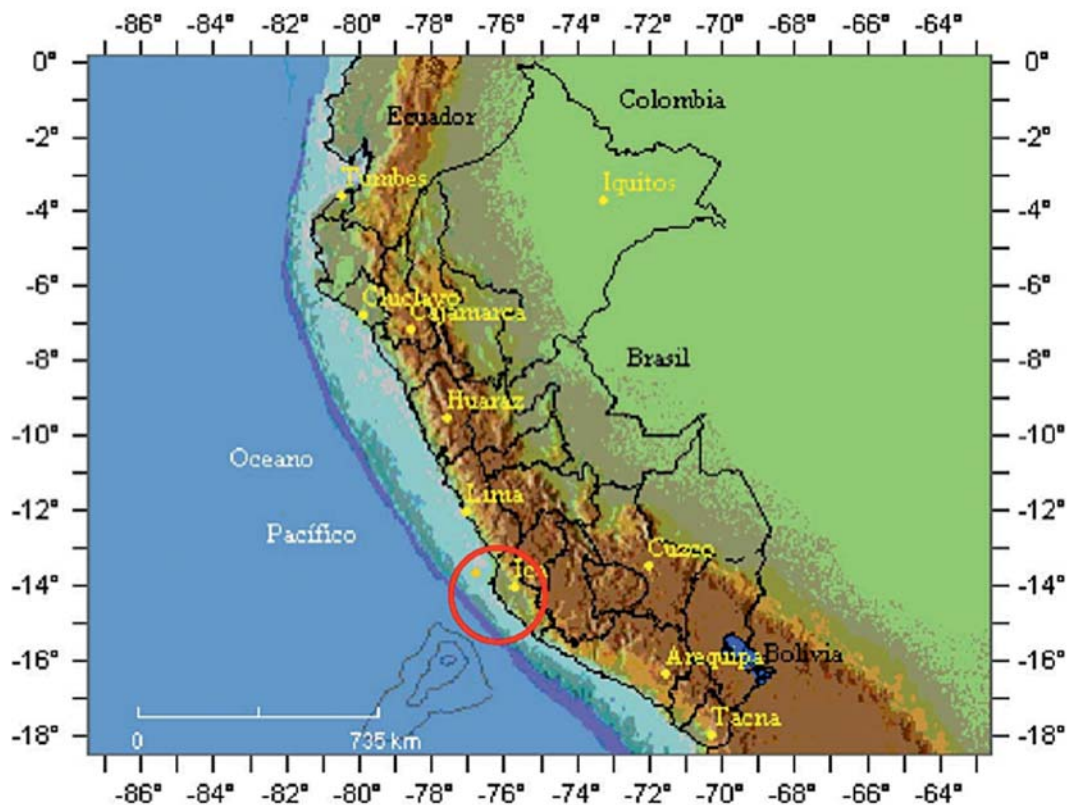 -86° -84° -82° -80° -78° -76° -74° -72° -70° -68° -66° -64°
0° 0°
Colombia
Ecuador
-2° -2°
Tumbes
Iquitos
-4° -4°
-6° -6°
Chiclayo
Cajamarca
Brasil
-8° -8°
Huaraz
-10° -10°
Oceano
Lima
-12° -12°
Pacífico
Cuzco
Ica
-14° -14°
Arequipa
Bolívia
-16° -16°
Tacna
0 735 km
-18° -18°
-86° -84° -82° -80° -78° -76° -74° -72° -70° -68° -66° -64°